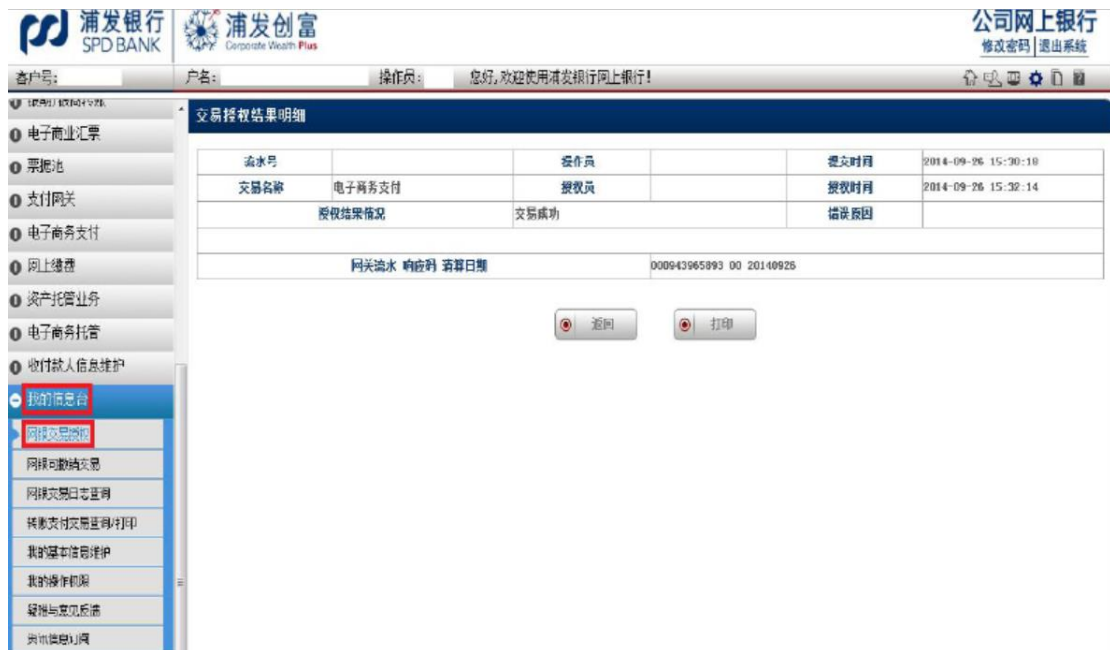 浦发银行
SPD BANK
浦发创富
Corporate Wealth Plus
公司网上银行
修改密码|退出系统
客户号:
户名:
操作员:
您好,欢迎使用浦发银行网上银行!
电子商业汇票
票据池
支付网关
电子商务支付
网上缴费
资产托管业务
电子商务托管
收付款人信息维护
我的信息台
网银交易授权
网银可撤销交易
网银交易日志查询
转账支付交易查询/打印
我的基本信息维护
我的操作权限
疑措与意见反馈
资讯信息订阅
交易授权结果明细
流水号 操作员 提交时间 2014-09-26 15:30:18
交易名称 电子商务支付 授权员 授权时间 2014-09-26 15:32:14
授权结果情况 交易成功 错误原因
网关流水 响应码 清算日期 000943965893 00 20140926
返回 打印